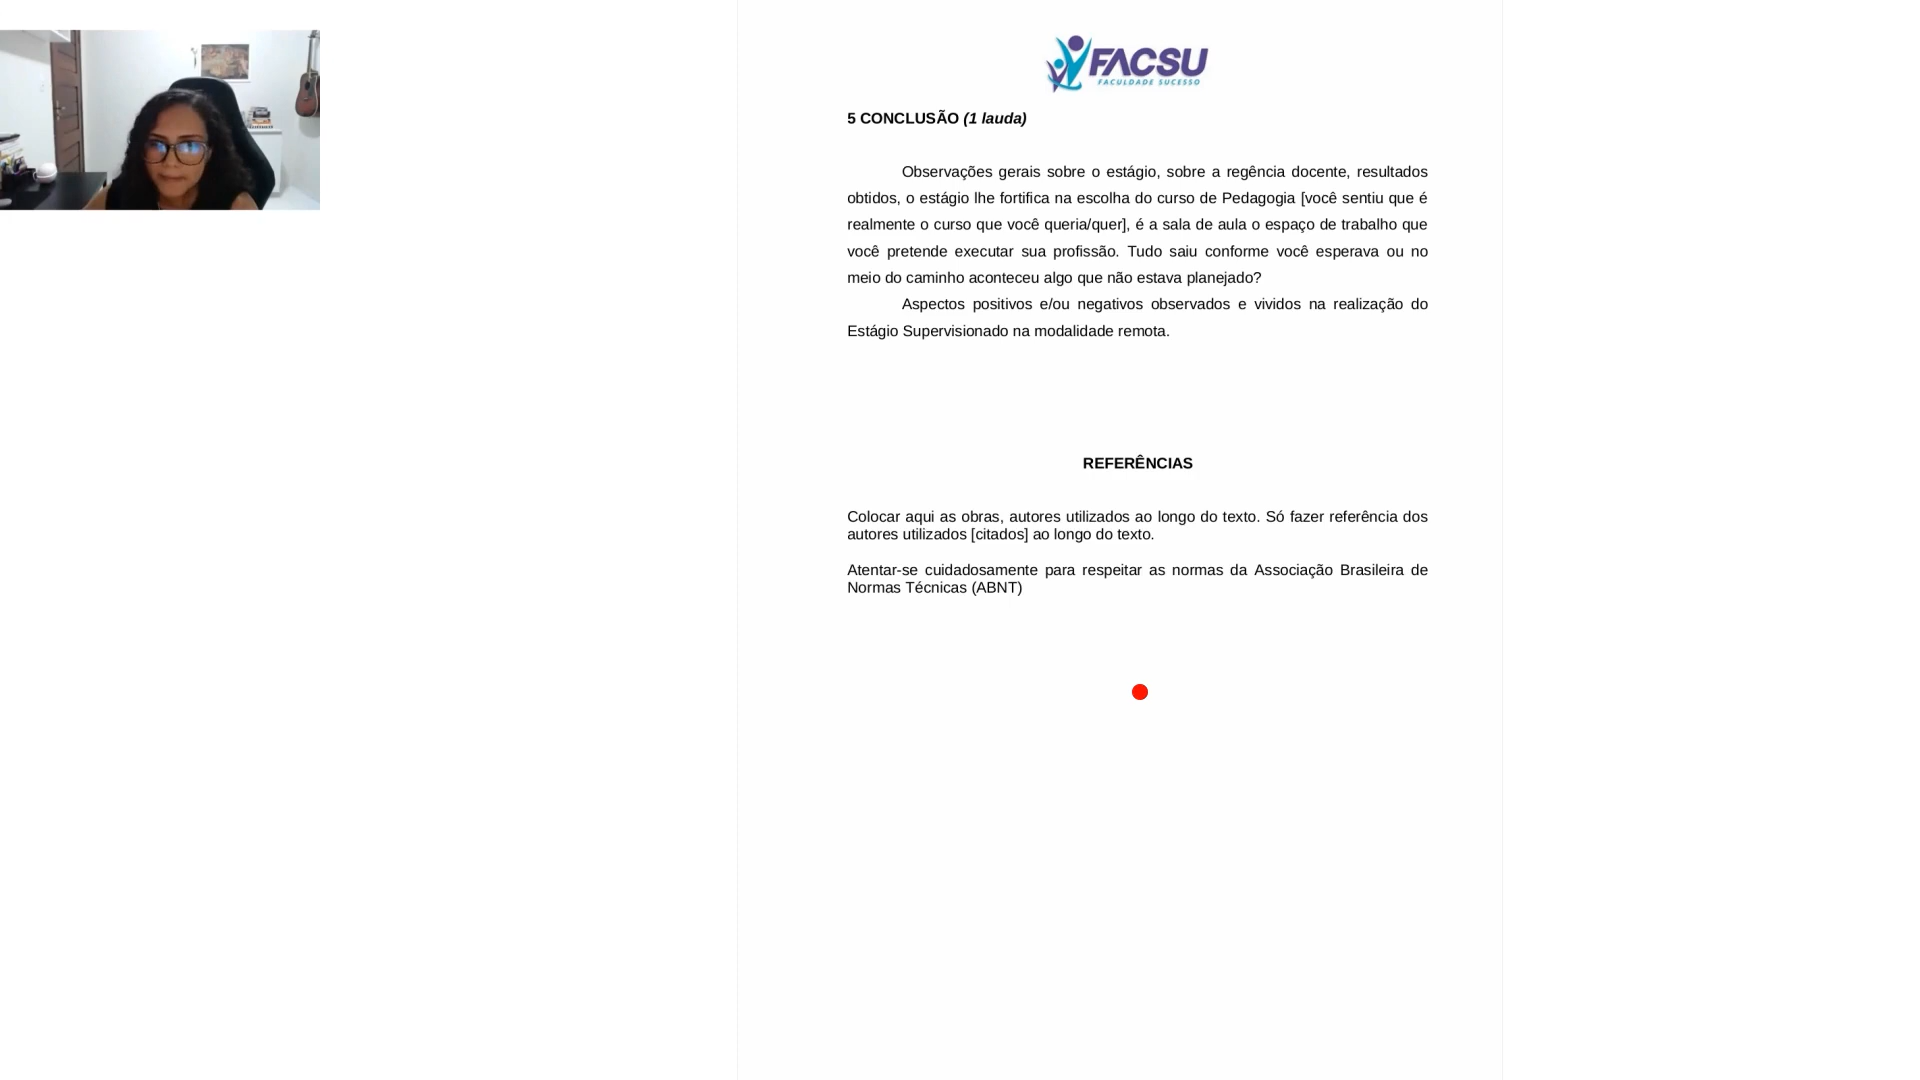 FACSU
FACULDADE SUCESSO
5 CONCLUSÃO (1 lauda)
Observações gerais sobre o estágio, sobre a regência docente, resultados
obtidos, o estágio lhe fortifica na escolha do curso de Pedagogia [você sentiu que é
realmente o curso que você queria/quer], é a sala de aula o espaço de trabalho que
você pretende executar sua profissão. Tudo saiu conforme você esperava ou no
meio do caminho aconteceu algo que não estava planejado?
Aspectos positivos e/ou negativos observados e vividos na realização do
Estágio Supervisionado na modalidade remota.
REFERÊNCIAS
Colocar aqui as obras, autores utilizados ao longo do texto. Só fazer referência dos
autores utilizados [citados] ao longo do texto.
Atentar-se cuidadosamente para respeitar as normas da Associação Brasileira de
Normas Técnicas (ABNT)